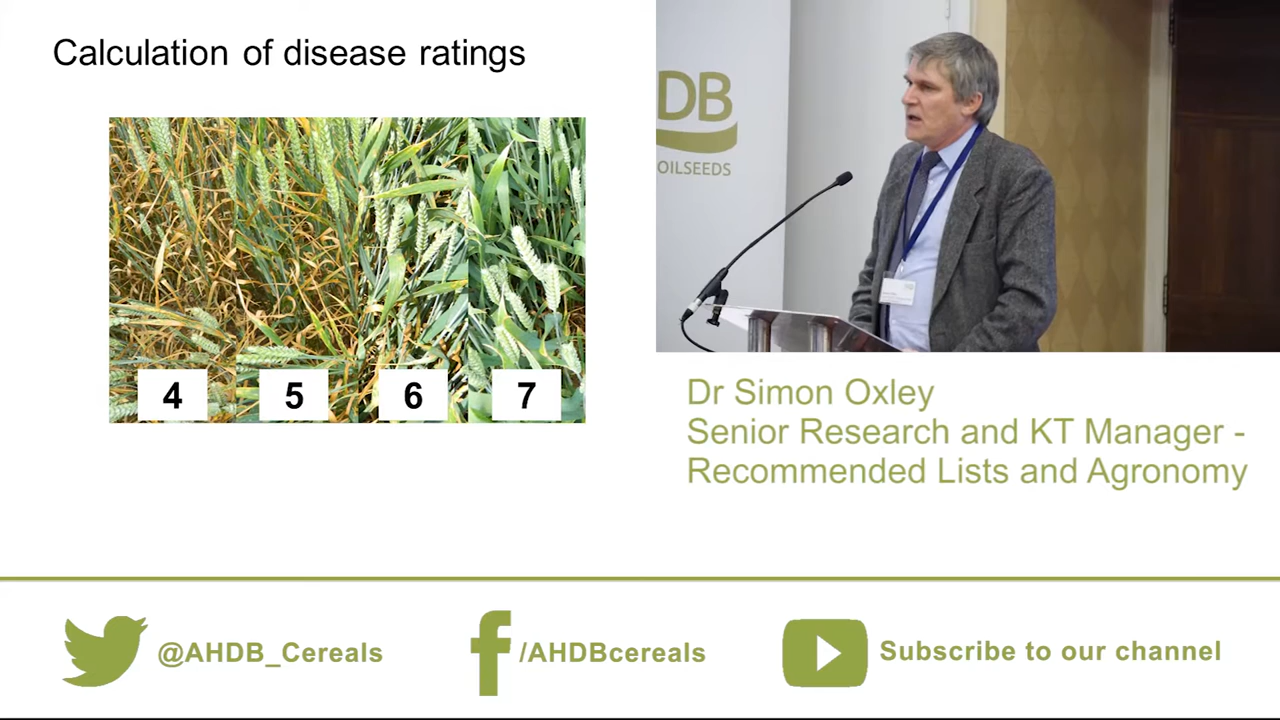 Calculation of disease ratings
4
5
6
7
DB
OILSEEDS
Dr Simon Oxley
Senior Research and KT Manager -
Recommended Lists and Agronomy
@AHDB_Cereals
/AHDBcereals
Subscribe to our channel